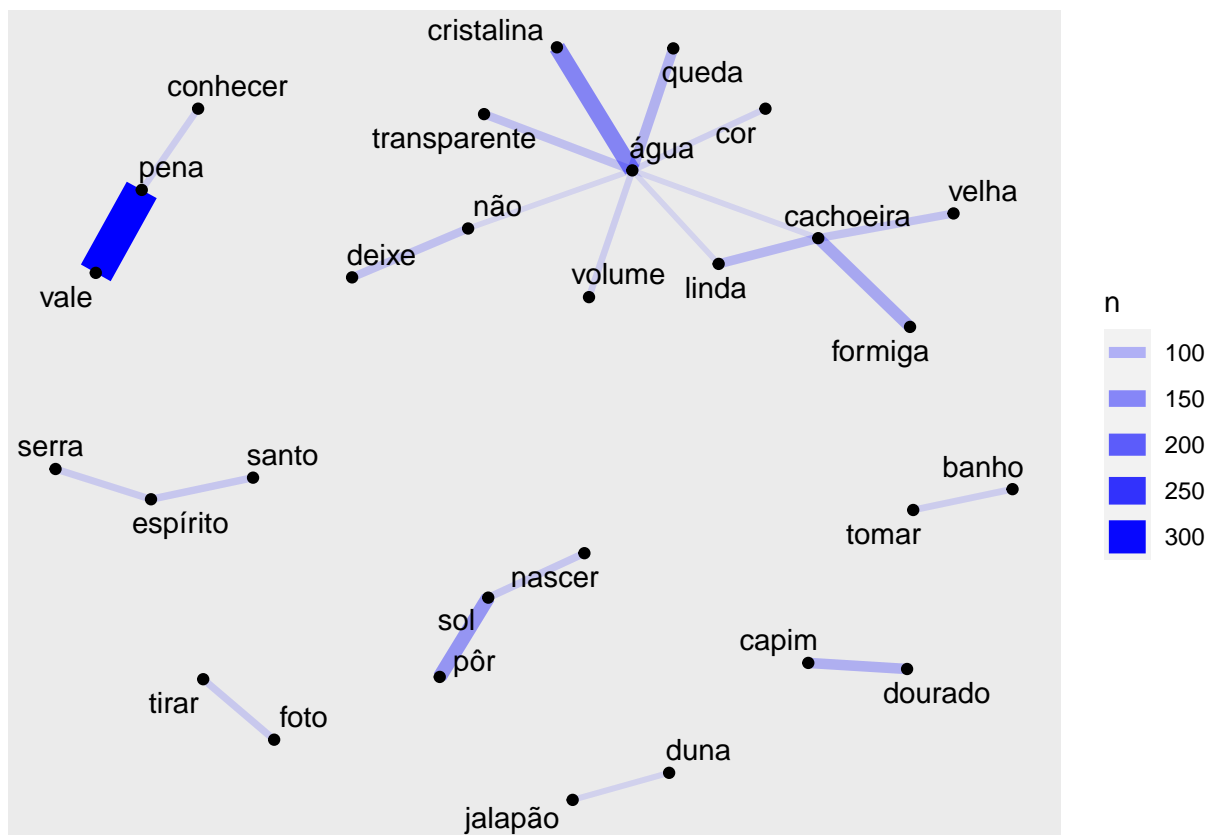 cristalina
queda
conhecer
transparente
cor
água
pena
não
velha
cachoeira
deixe
volume
linda
vale
formiga
n
100
150
200
250
300
serra
santo
espírito
banho
tomar
nascer
sol
pôr
capim
dourado
tirar
foto
duna
jalapão